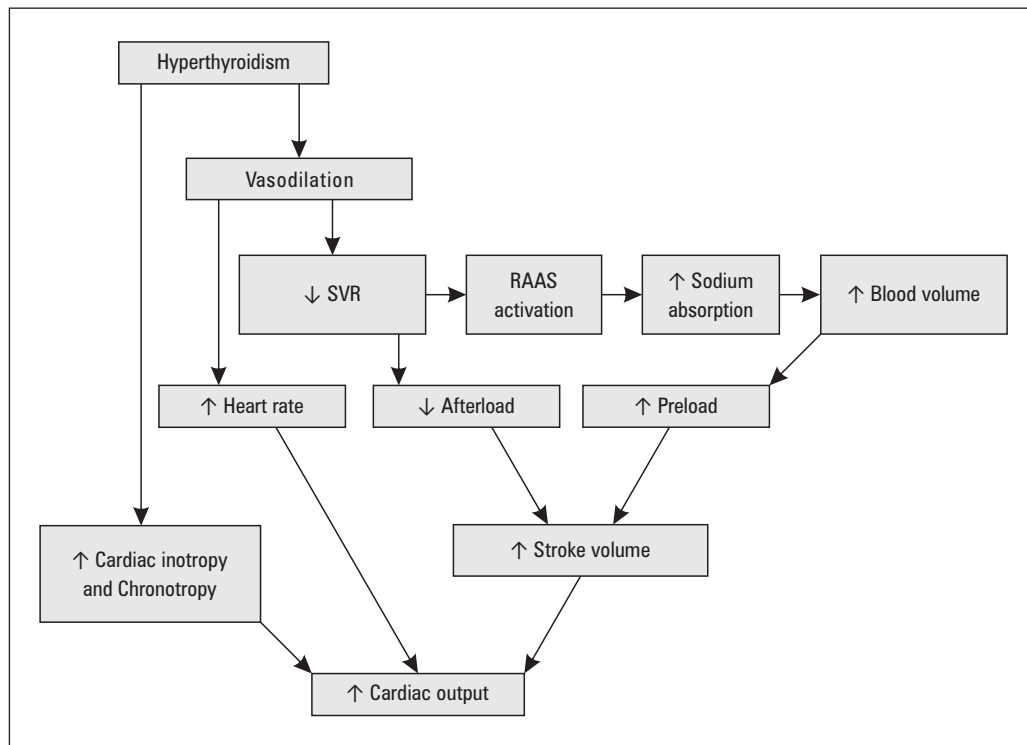 Hyperthyroidism
Vasodilation
↓ SVR
RAAS
activation
↑ Sodium
absorption
↑ Blood volume
↑ Heart rate
↓ Afterload
↑ Preload
↑ Cardiac inotropy
and Chronotropy
↑ Stroke volume
↑ Cardiac output